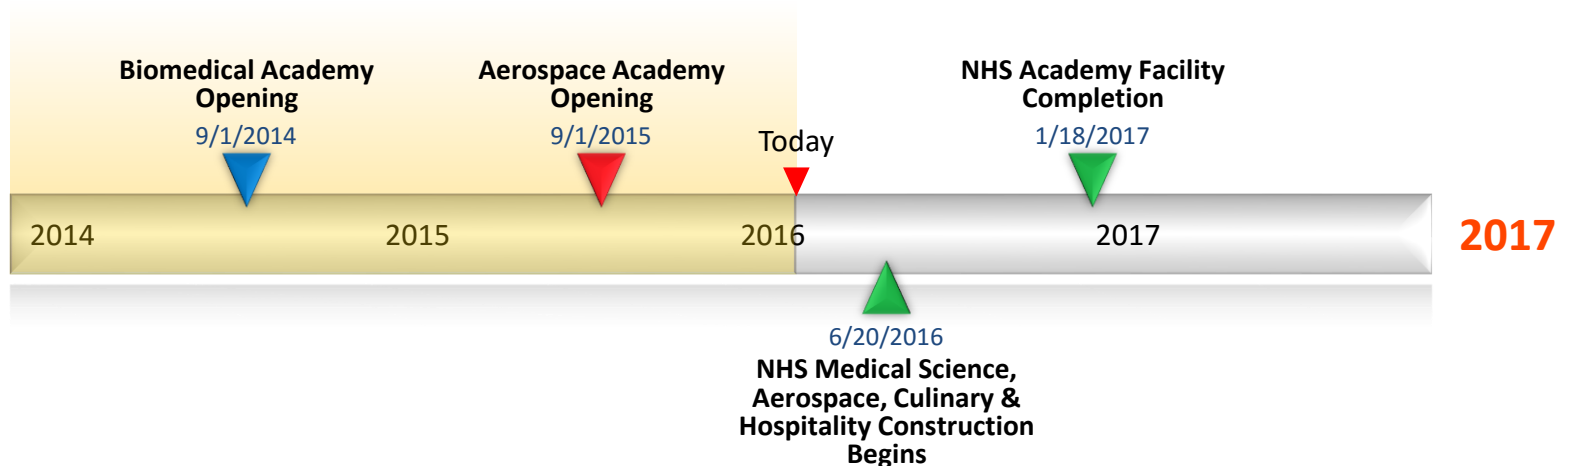 Biomedical Academy
Opening
9/1/2014
Aerospace Academy
Opening
9/1/2015
Today
NHS Academy Facility
Completion
1/18/2017
2014
2015
2016
2017
2017
6/20/2016
NHS Medical Science,
Aerospace, Culinary &
Hospitality Construction
Begins